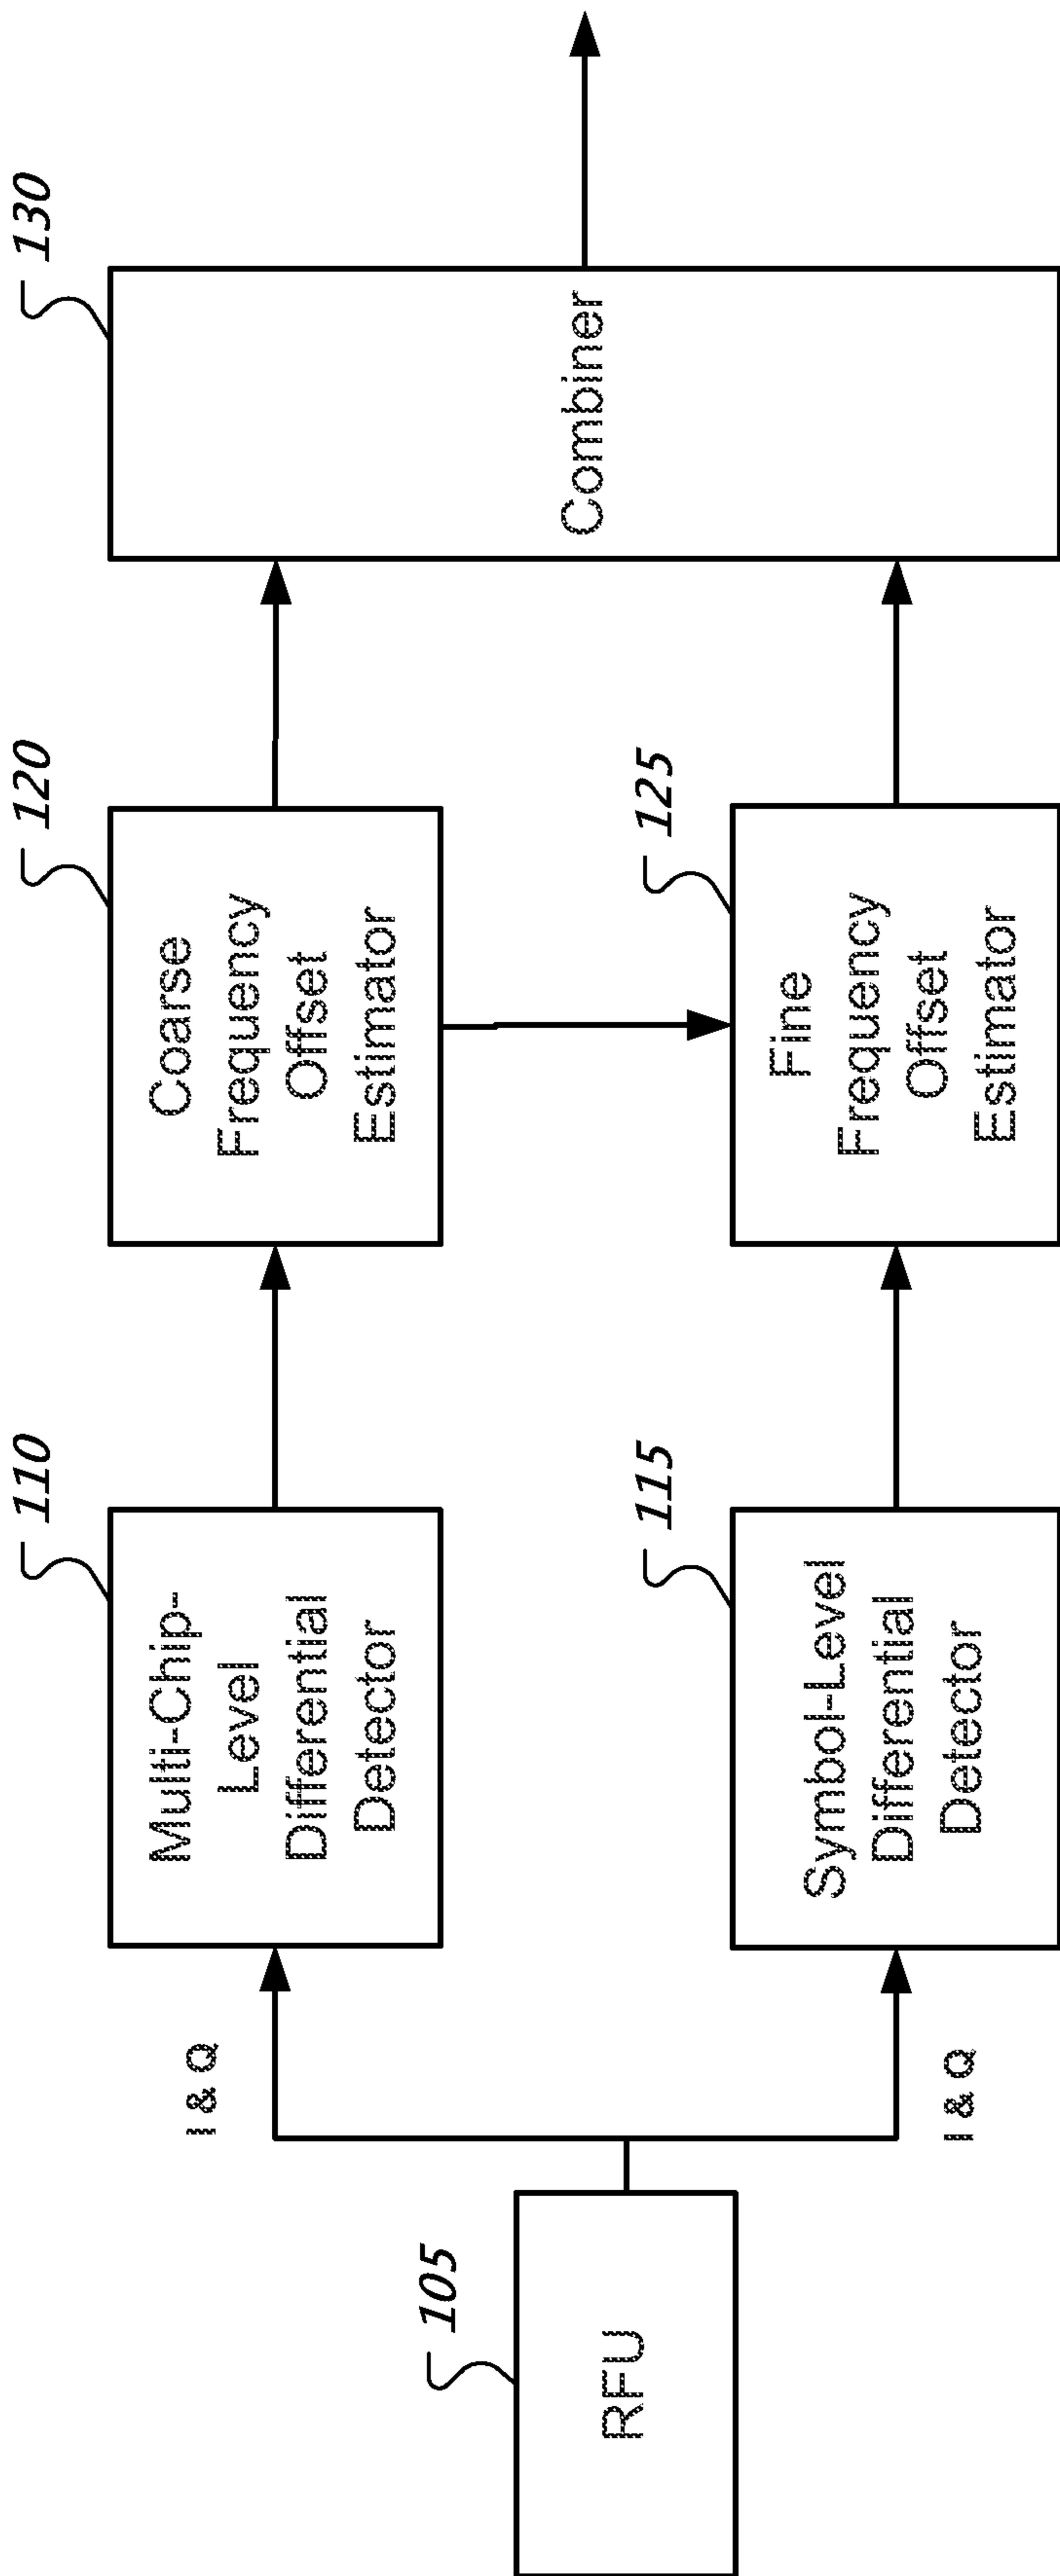 105
RFU
I & Q
I & Q
110
Multi-Chip-
Level
Differential
Detector
115
Symbol-Level
Differential
Detector
120
Coarse
Frequency
Offset
Estimator
125
Fine
Frequency
Offset
Estimator
130
Combiner